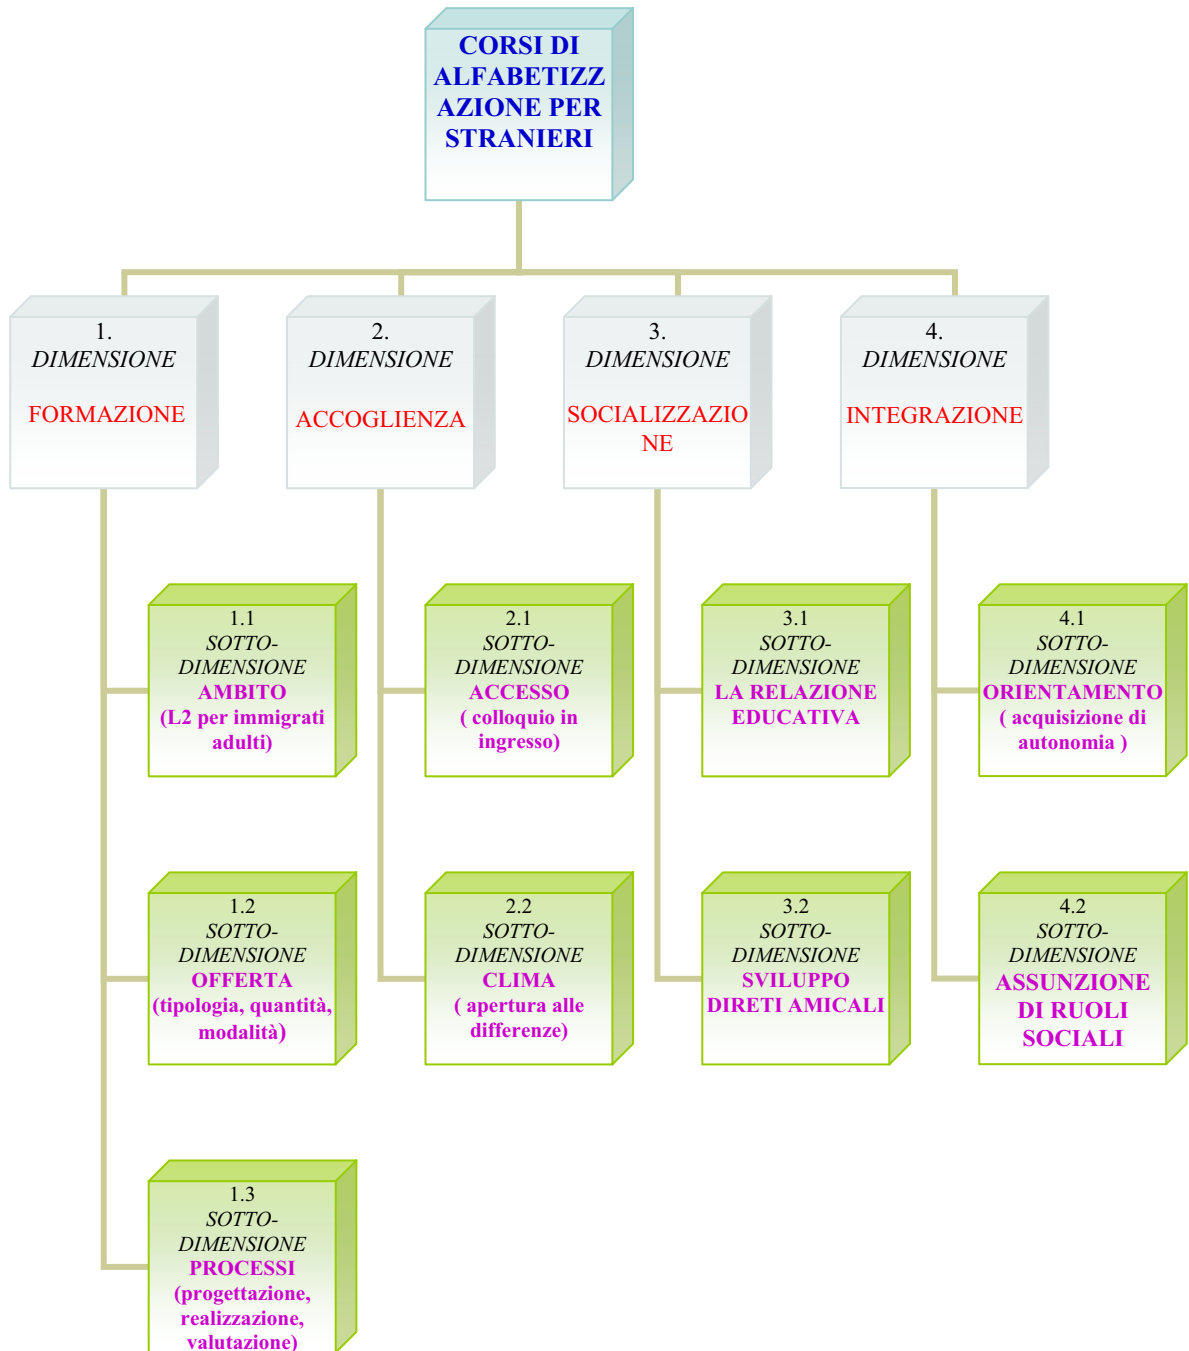 CORSI DI
ALFABETIZZ
AZIONE PER
STRANIERI
1.
DIMENSIONE
FORMAZIONE
2.
DIMENSIONE
ACCOGLIENZA
3.
DIMENSIONE
SOCIALIZZAZIO
NE
4.
DIMENSIONE
INTEGRAZIONE
1.1
SOTTO-
DIMENSIONE
AMBITO
(L2 per immigrati
adulti)
2.1
SOTTO-
DIMENSIONE
ACCESSO
( colloquio in
ingresso)
3.1
SOTTO-
DIMENSIONE
LA RELAZIONE
EDUCATIVA
4.1
SOTTO-
DIMENSIONE
ORIENTAMENTO
( acquisizione di
autonomia )
1.2
SOTTO-
DIMENSIONE
OFFERTA
(tipologia, quantità,
modalità)
2.2
SOTTO-
DIMENSIONE
CLIMA
( apertura alle
differenze)
3.2
SOTTO-
DIMENSIONE
SVILUPPO
DIRETI AMICALI
4.2
SOTTO-
DIMENSIONE
ASSUNZIONE
DI RUOLI
SOCIALI
1.3
SOTTO-
DIMENSIONE
PROCESSI
(progettazione,
realizzazione,
valutazione)